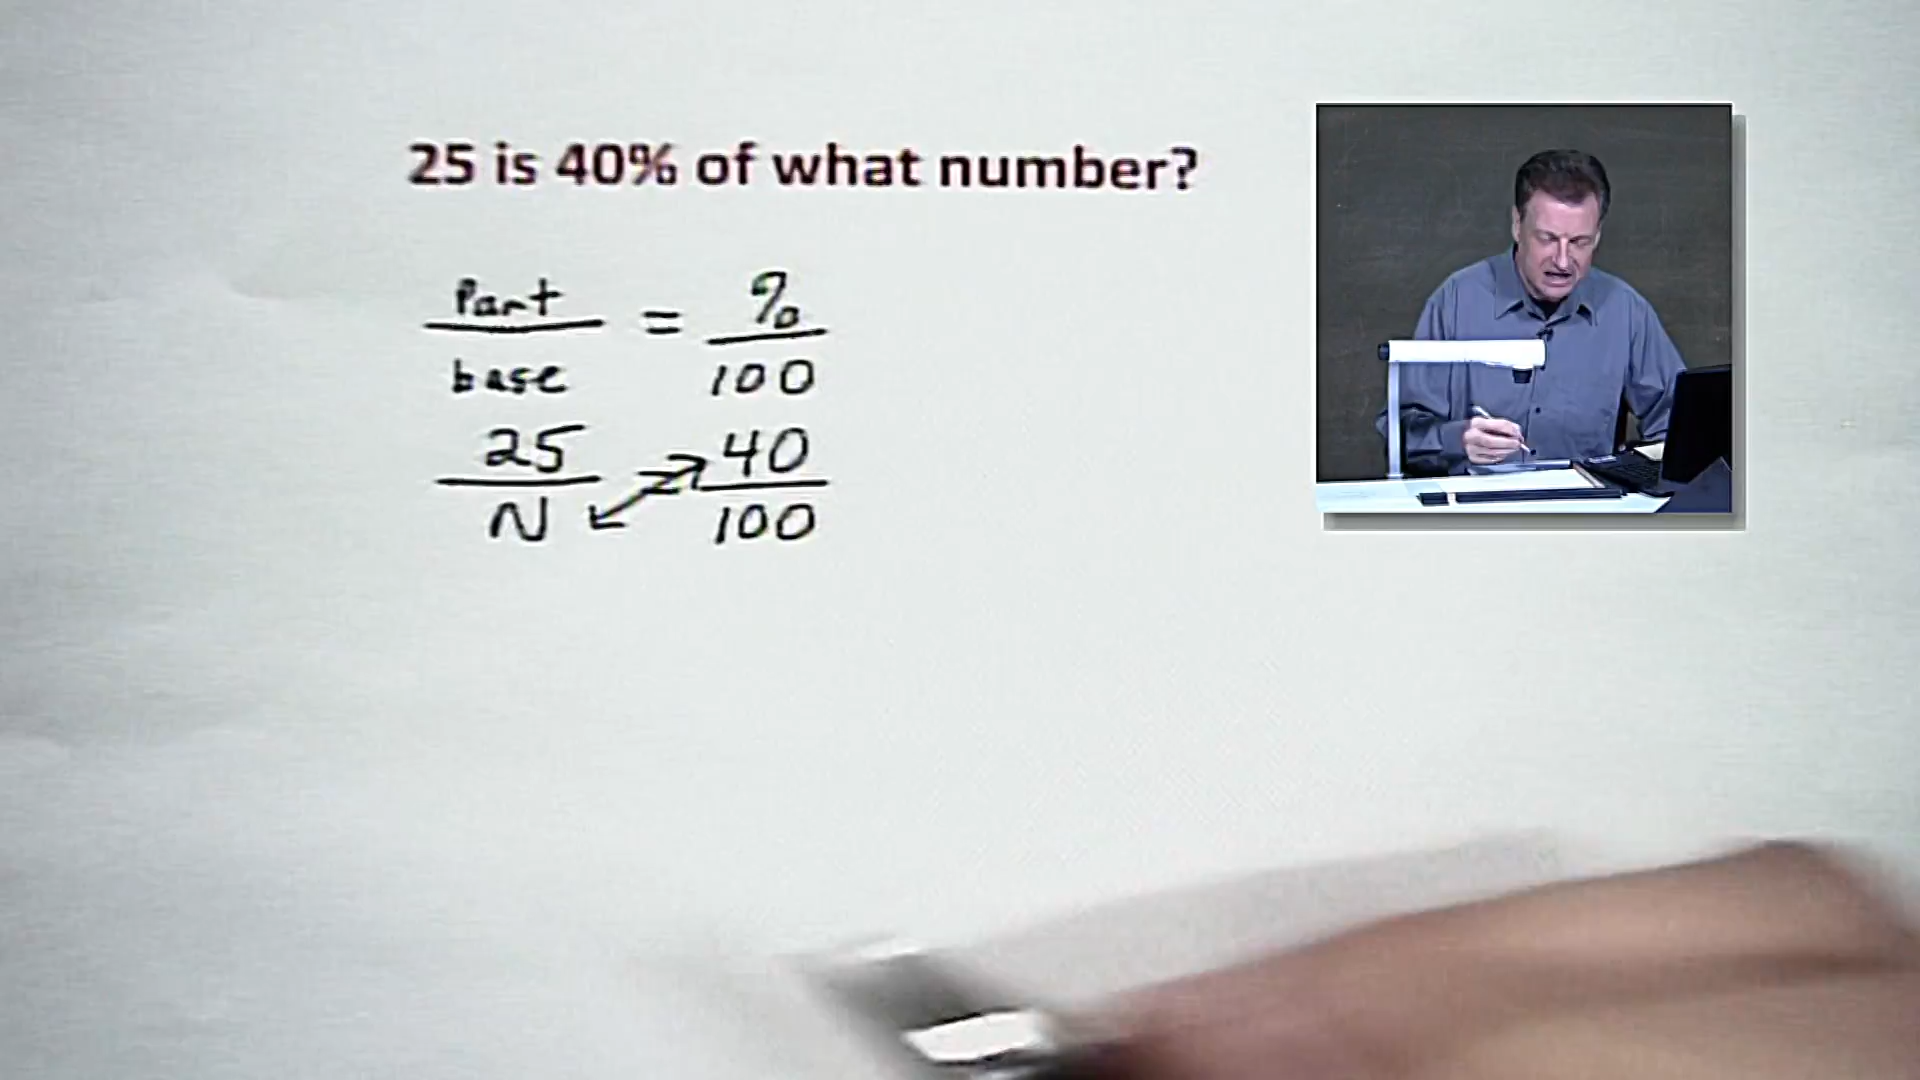 25 is 40% of what number?
Part = %
base 100
25 = 40
N 100